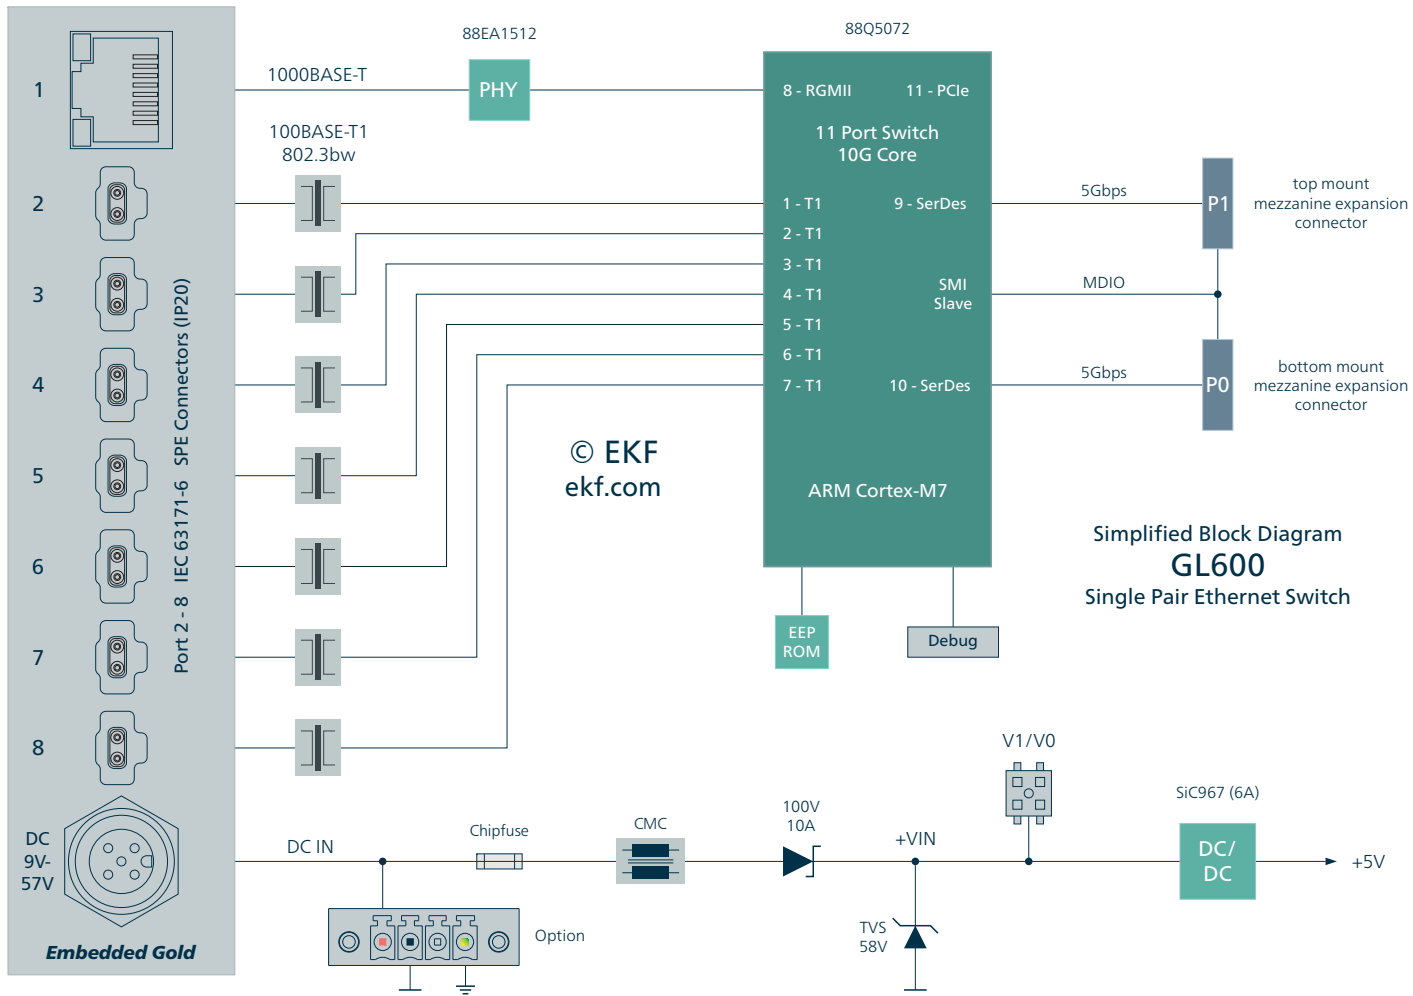 88EA1512
88Q5072
1
1000BASE-T
PHY
8 - RGMII
11 - PCIe
100BASE-T1
802.3bw
11 Port Switch
10G Core
2
1 - T1
9 - SerDes
5Gbps
P1
top mount
mezzanine expansion
connector
2 - T1
3 - T1
3
4 - T1
SMI
Slave
MDIO
5 - T1
6 - T1
4
7 - T1
10 - SerDes
5Gbps
P0
bottom mount
mezzanine expansion
connector
Port 2 - 8 IEC 63171-6 SPE Connectors (IP20)
5
© EKF
ekf.com
ARM Cortex-M7
6
Simplified Block Diagram
GL600
Single Pair Ethernet Switch
EEP
ROM
Debug
7
8
V1/V0
DC
9V-
57V
DC IN
Chipfuse
CMC
100V
10A
+VIN
SiC967 (6A)
DC/
DC
+5V
Option
TVS
58V
Embedded Gold